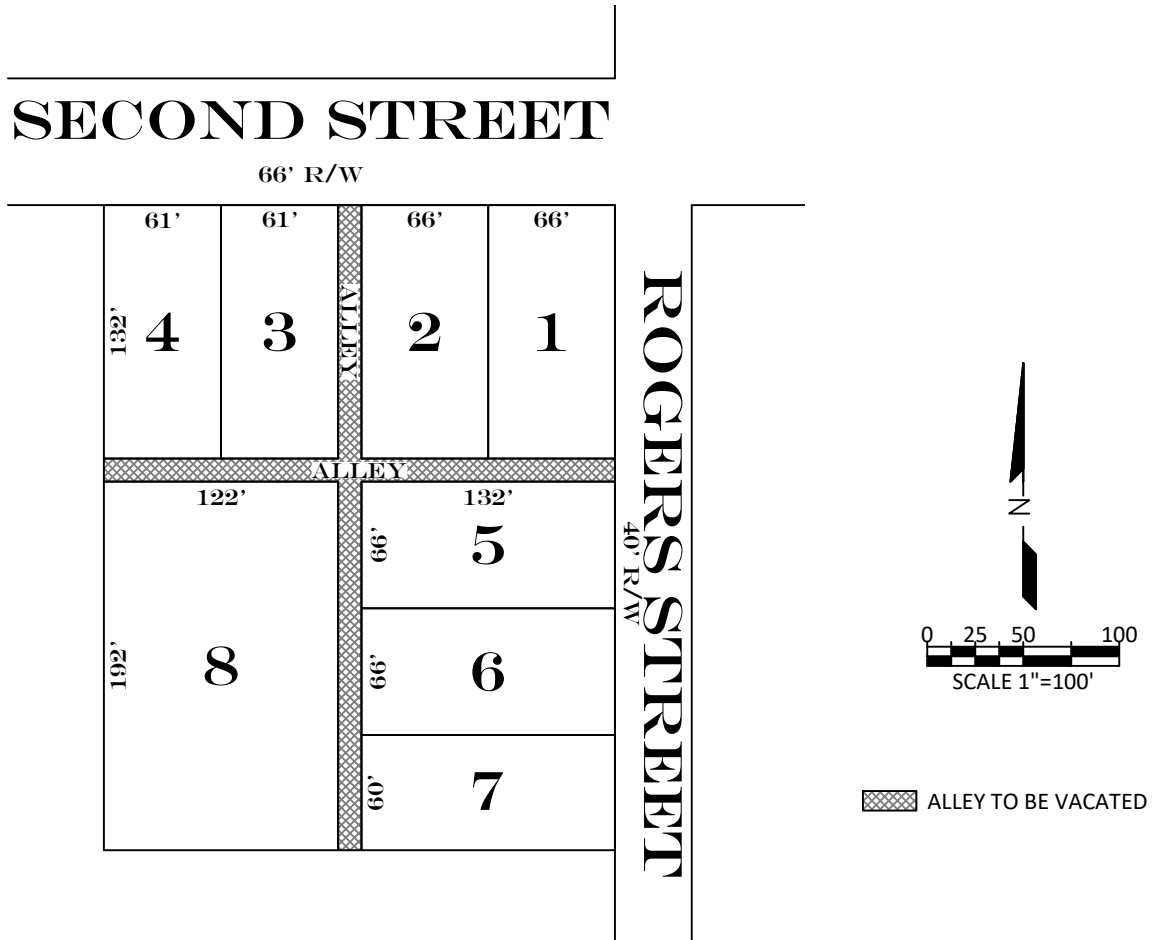 SECOND STREET
66' R/W
61'
61'
66'
66'
132'
4
3
ALLEY
2
1
ROGERS STREET
40' R/W
ALLEY
122'
132'
66'
5
192'
8
66'
6
60'
7
N
0 25 50 100
SCALE 1"=100'
ALLEY TO BE VACATED